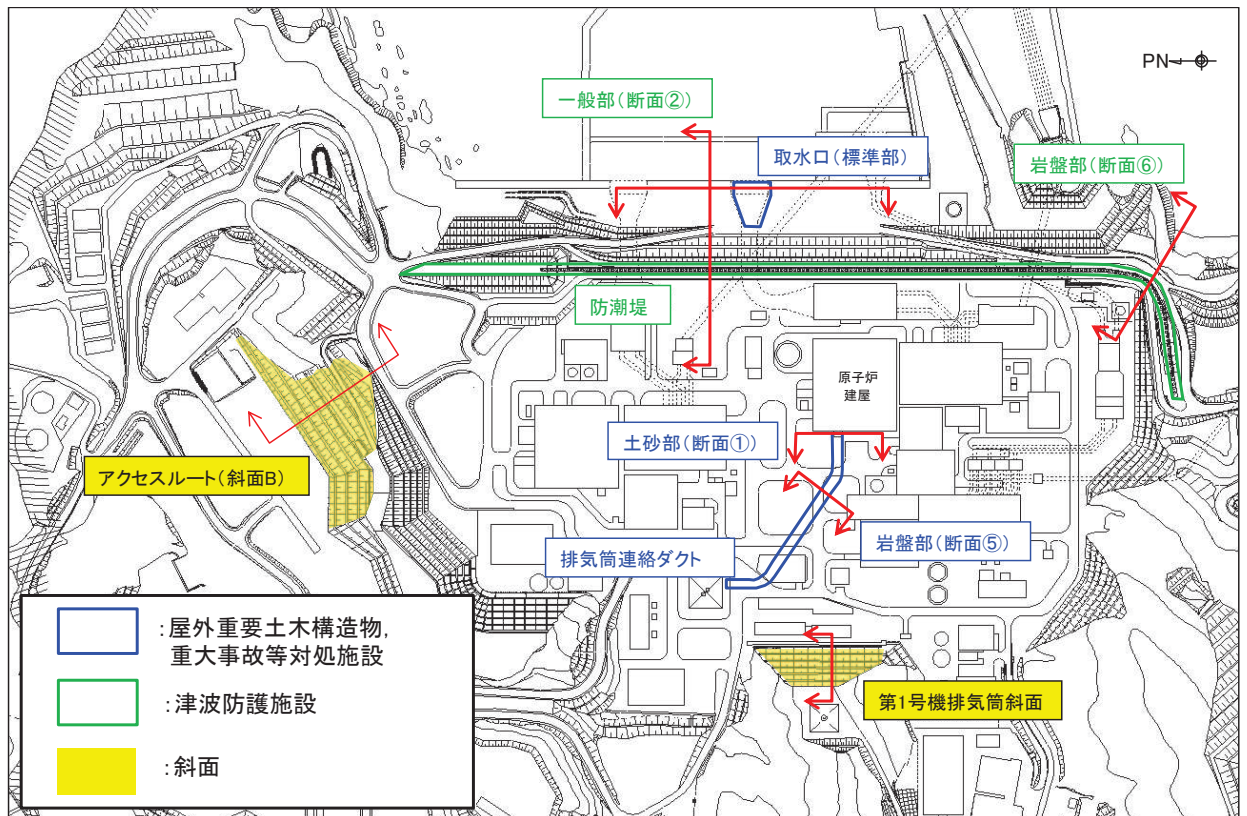 PN
一般部(断面②)
取水口(標準部)
岩盤部(断面⑥)
防潮堤
原子炉
建屋
土砂部(断面①)
アクセスルート(斜面B)
排気筒連絡ダクト
岩盤部(断面⑤)
第1号機排気筒斜面
:屋外重要土木構造物,
重大事故等対処施設
:津波防護施設
:斜面